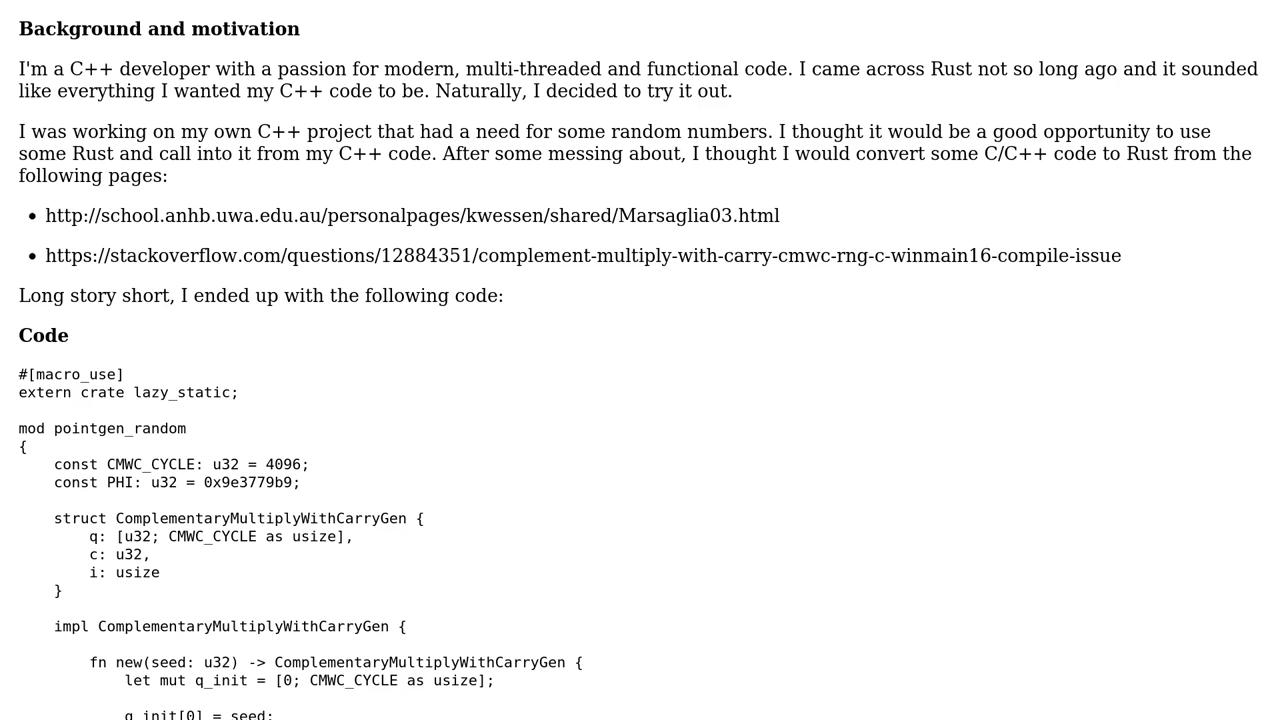 Background and motivation
I'm a C++ developer with a passion for modern, multi-threaded and functional code. I came across Rust not so long ago and it sounded
like everything I wanted my C++ code to be. Naturally, I decided to try it out.
I was working on my own C++ project that had a need for some random numbers. I thought it would be a good opportunity to use
some Rust and call into it from my C++ code. After some messing about, I thought I would convert some C/C++ code to Rust from the
following pages:
• http://school.anhb.uwa.edu.au/personalpages/kwessen/shared/Marsaglia03.html
• https://stackoverflow.com/questions/12884351/complement-multiply-with-carry-cmwc-rng-c-winmain16-compile-issue
Long story short, I ended up with the following code:
Code
#[macro_use]
extern crate lazy_static;
mod pointgen_random
{
    const CMWC_CYCLE: u32 = 4096;
    const PHI: u32 = 0x9e3779b9;
    struct ComplementaryMultiplyWithCarryGen {
        q: [u32; CMWC_CYCLE as usize],
        c: u32,
        i: usize
    }
    impl ComplementaryMultiplyWithCarryGen {
        fn new(seed: u32) -> ComplementaryMultiplyWithCarryGen {
            let mut q_init = [0; CMWC_CYCLE as usize];
            q_init[0] = seed;